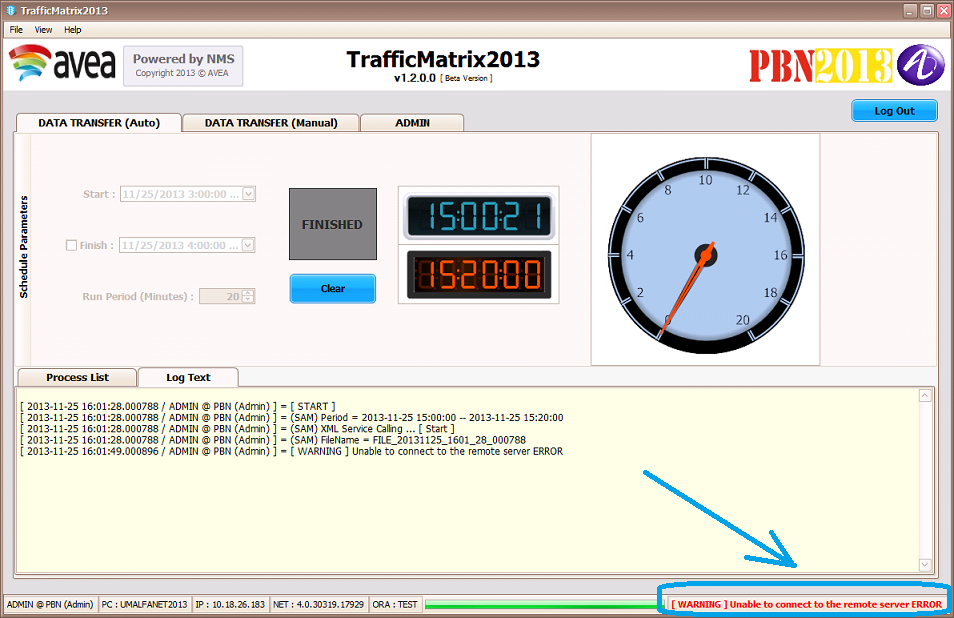 TrafficMatrix2013
File View Help
avea
Powered by NMS
Copyright 2013 © AVEA
TrafficMatrix2013
v1.2.0.0 [ Beta Version ]
PBN2013
Log Out
DATA TRANSFER (Auto) DATA TRANSFER (Manual) ADMIN
Schedule Parameters
Start : 11/25/2013 3:00:00 ...
Finish : 11/25/2013 4:00:00 ...
Run Period (Minutes) : 20
FINISHED
Clear
15:00:21
15:20:00
0 2 4 6 8 10 12 14 16 18 20
Process List Log Text
[ 2013-11-25 16:01:28.000788 / ADMIN @ PBN (Admin) ] = [ START ]
[ 2013-11-25 16:01:28.000788 / ADMIN @ PBN (Admin) ] = (SAM) Period = 2013-11-25 15:00:00 -- 2013-11-25 15:20:00
[ 2013-11-25 16:01:28.000788 / ADMIN @ PBN (Admin) ] = (SAM) XML Service Calling ... [ Start ]
[ 2013-11-25 16:01:28.000788 / ADMIN @ PBN (Admin) ] = (SAM) FileName = FILE_20131125_1601_28_000788
[ 2013-11-25 16:01:49.000896 / ADMIN @ PBN (Admin) ] = [ WARNING ] Unable to connect to the remote server ERROR
ADMIN @ PBN (Admin) PC : UMALFANET2013 IP : 10.18.26.183 NET : 4.0.30319.17929 ORA : TEST [ WARNING ] Unable to connect to the remote server ERROR